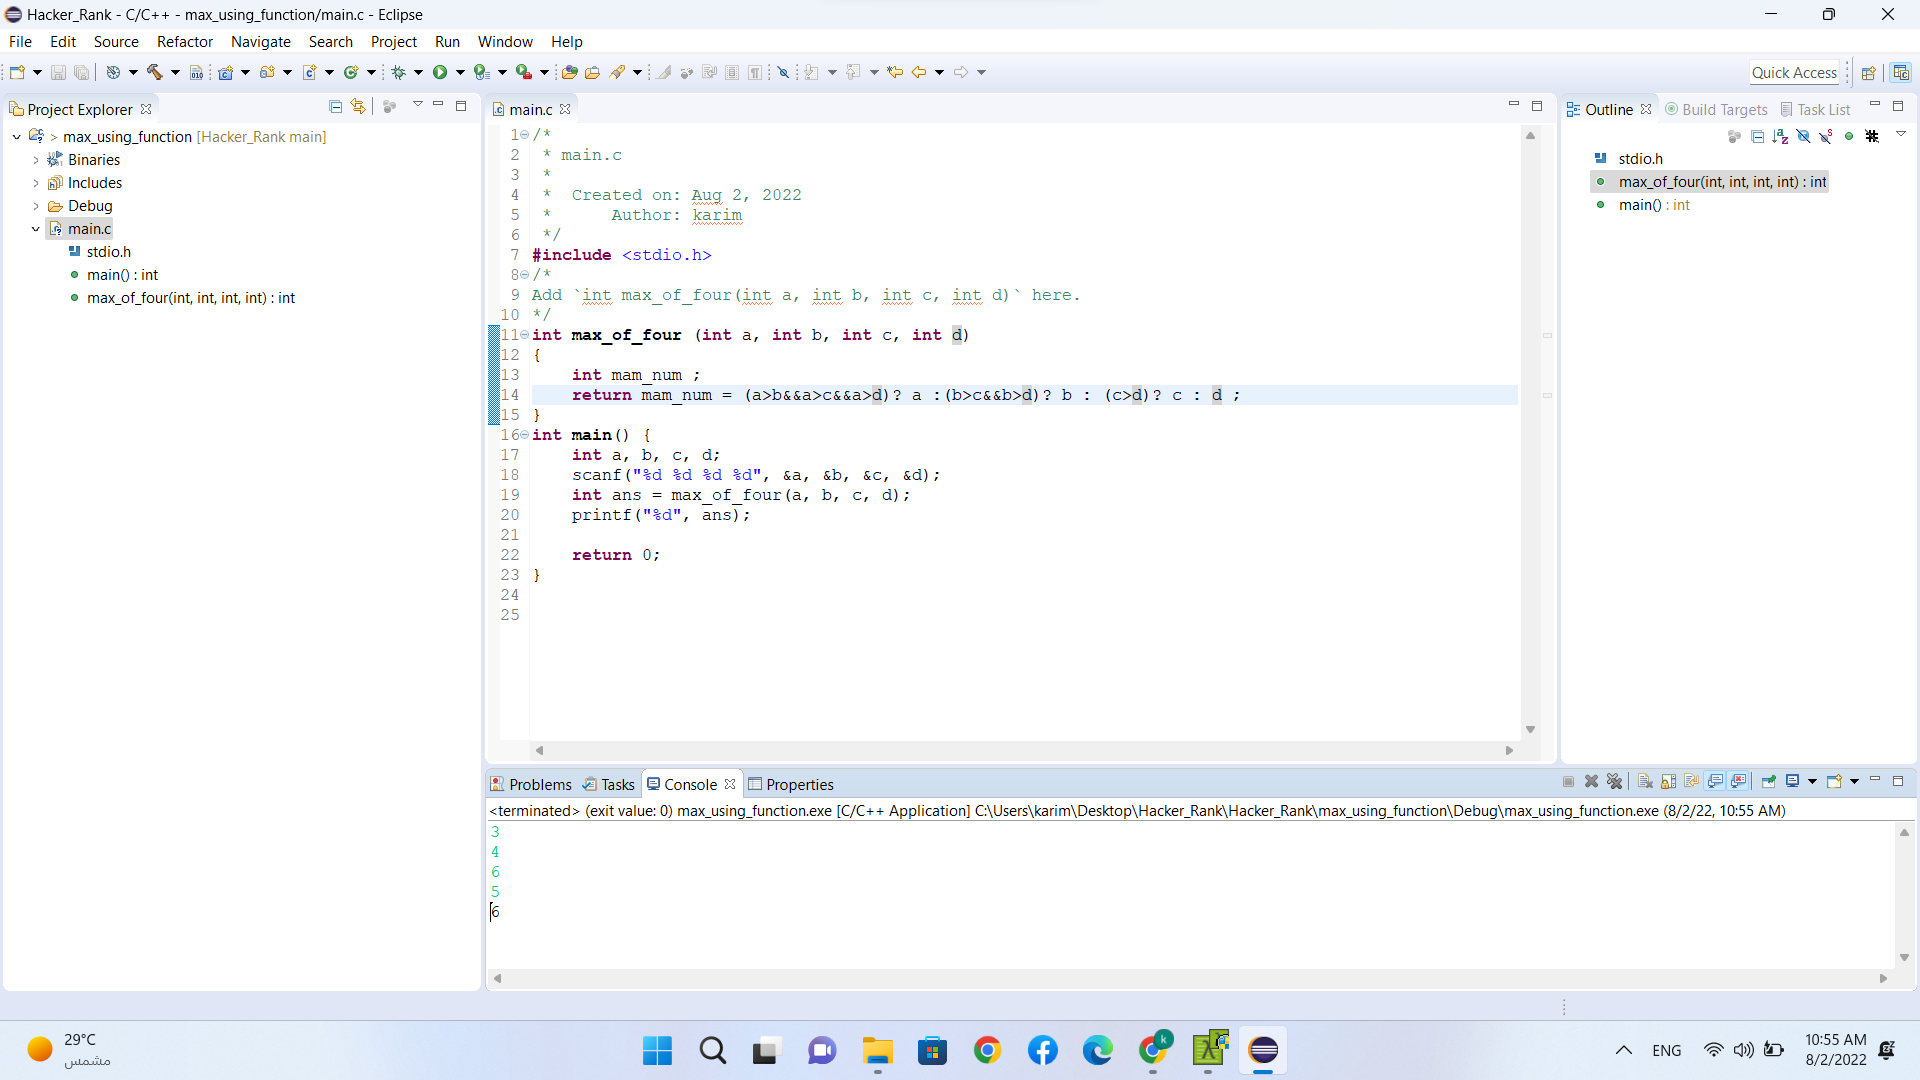 Hacker_Rank - C/C++ - max_using_function/main.c - Eclipse
File Edit Source Refactor Navigate Search Project Run Window Help
Quick Access
Project Explorer
max_using_function [Hacker_Rank main]
Binaries
Includes
Debug
main.c
stdio.h
main() : int
max_of_four(int, int, int, int) : int
main.c
1 /*
2 * main.c
3 *
4 * Created on: Aug 2, 2022
5 * Author: karim
6 */
7 #include <stdio.h>
8 /*
9 Add `int max_of_four(int a, int b, int c, int d)` here.
10 */
11 int max_of_four (int a, int b, int c, int d)
12 {
13 int mam_num ;
14 return mam_num = (a>b&&a>c&&a>d)? a :(b>c&&b>d)? b : (c>d)? c : d ;
15 }
16 int main() {
17 int a, b, c, d;
18 scanf("%d %d %d %d", &a, &b, &c, &d);
19 int ans = max_of_four(a, b, c, d);
20 printf("%d", ans);
21
22 return 0;
23 }
24
25
Outline Build Targets Task List
stdio.h
max_of_four(int, int, int, int) : int
main() : int
Problems Tasks Console Properties
<terminated> (exit value: 0) max_using_function.exe [C/C++ Application] C:\Users\karim\Desktop\Hacker_Rank\Hacker_Rank\max_using_function\Debug\max_using_function.exe (8/2/22, 10:55 AM)
3
4
6
5
6
29°C
مشمس
ENG
10:55 AM
8/2/2022